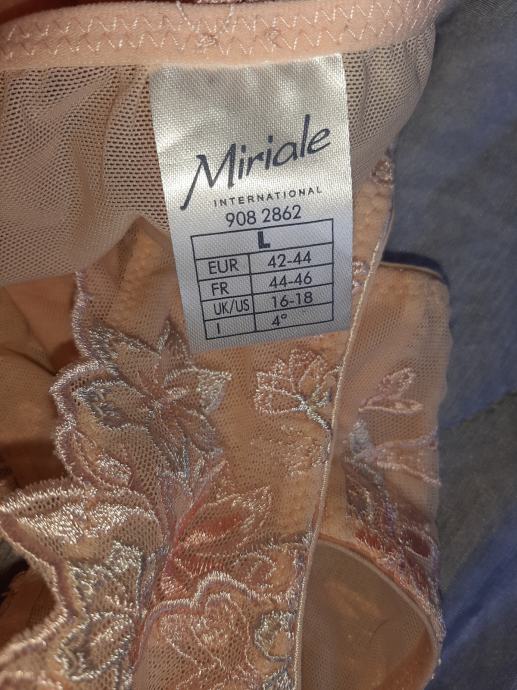 Miriale
INTERNATIONAL
908 2862
L
EUR 42-44
FR 44-46
UK/US 16-18
I 4°